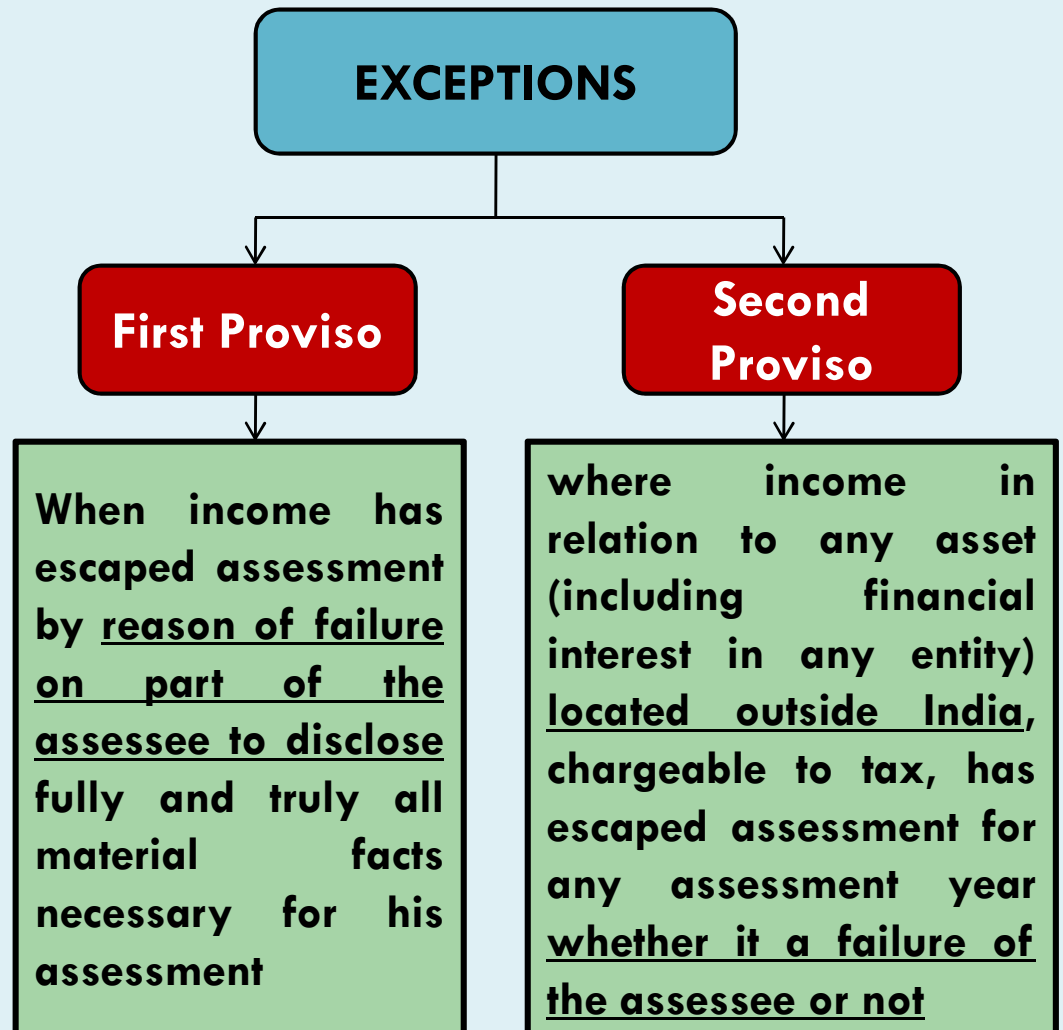 EXCEPTIONS
First Proviso
Second
Proviso
When income has
escaped assessment
by reason of failure
on part of the
assessee to disclose
fully and truly all
material facts
necessary for his
assessment
where income in
relation to any asset
(including financial
interest in any entity)
located outside India,
chargeable to tax, has
escaped assessment for
any assessment year
whether it a failure of
the assessee or not